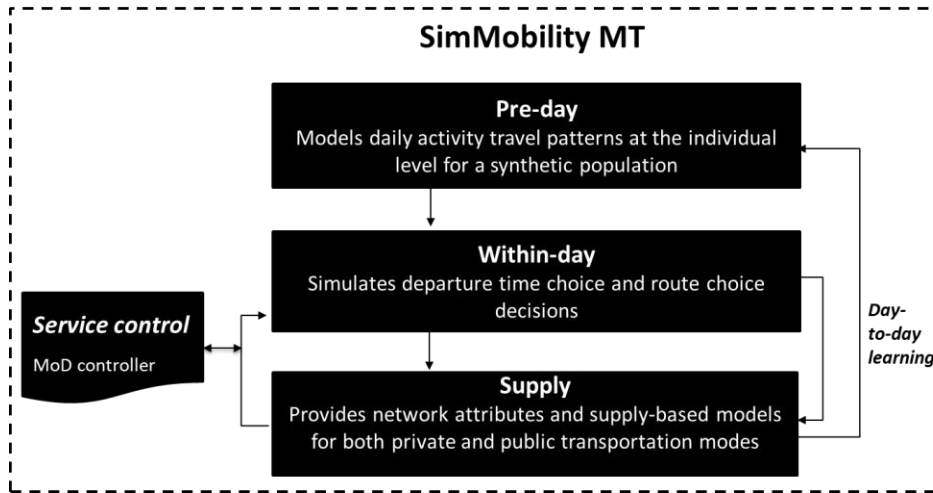 SimMobility MT
Pre-day
Models daily activity travel patterns at the individual
level for a synthetic population
Within-day
Simulates departure time choice and route choice
decisions
Service control
MoD controller
Day-
to-day
learning
Supply
Provides network attributes and supply-based models
for both private and public transportation modes